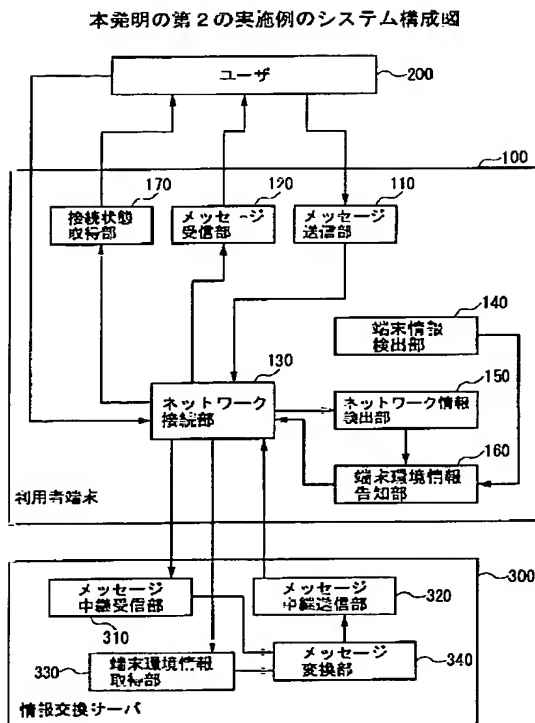 本発明の第2の実施例のシステム構成図
ユーザ
200
100
170
190
110
接続状態
取得部
メッセージ
受信部
メッセージ
送信部
140
端末情報
検出部
130
150
ネットワーク
接続部
ネットワーク情報
検出部
160
端末環境情報
告知部
利用者端末
300
メッセージ
中継受信部
メッセージ
中継送信部
320
310
330
端末環境情報
取得部
メッセージ
変換部
340
情報交換サーバ